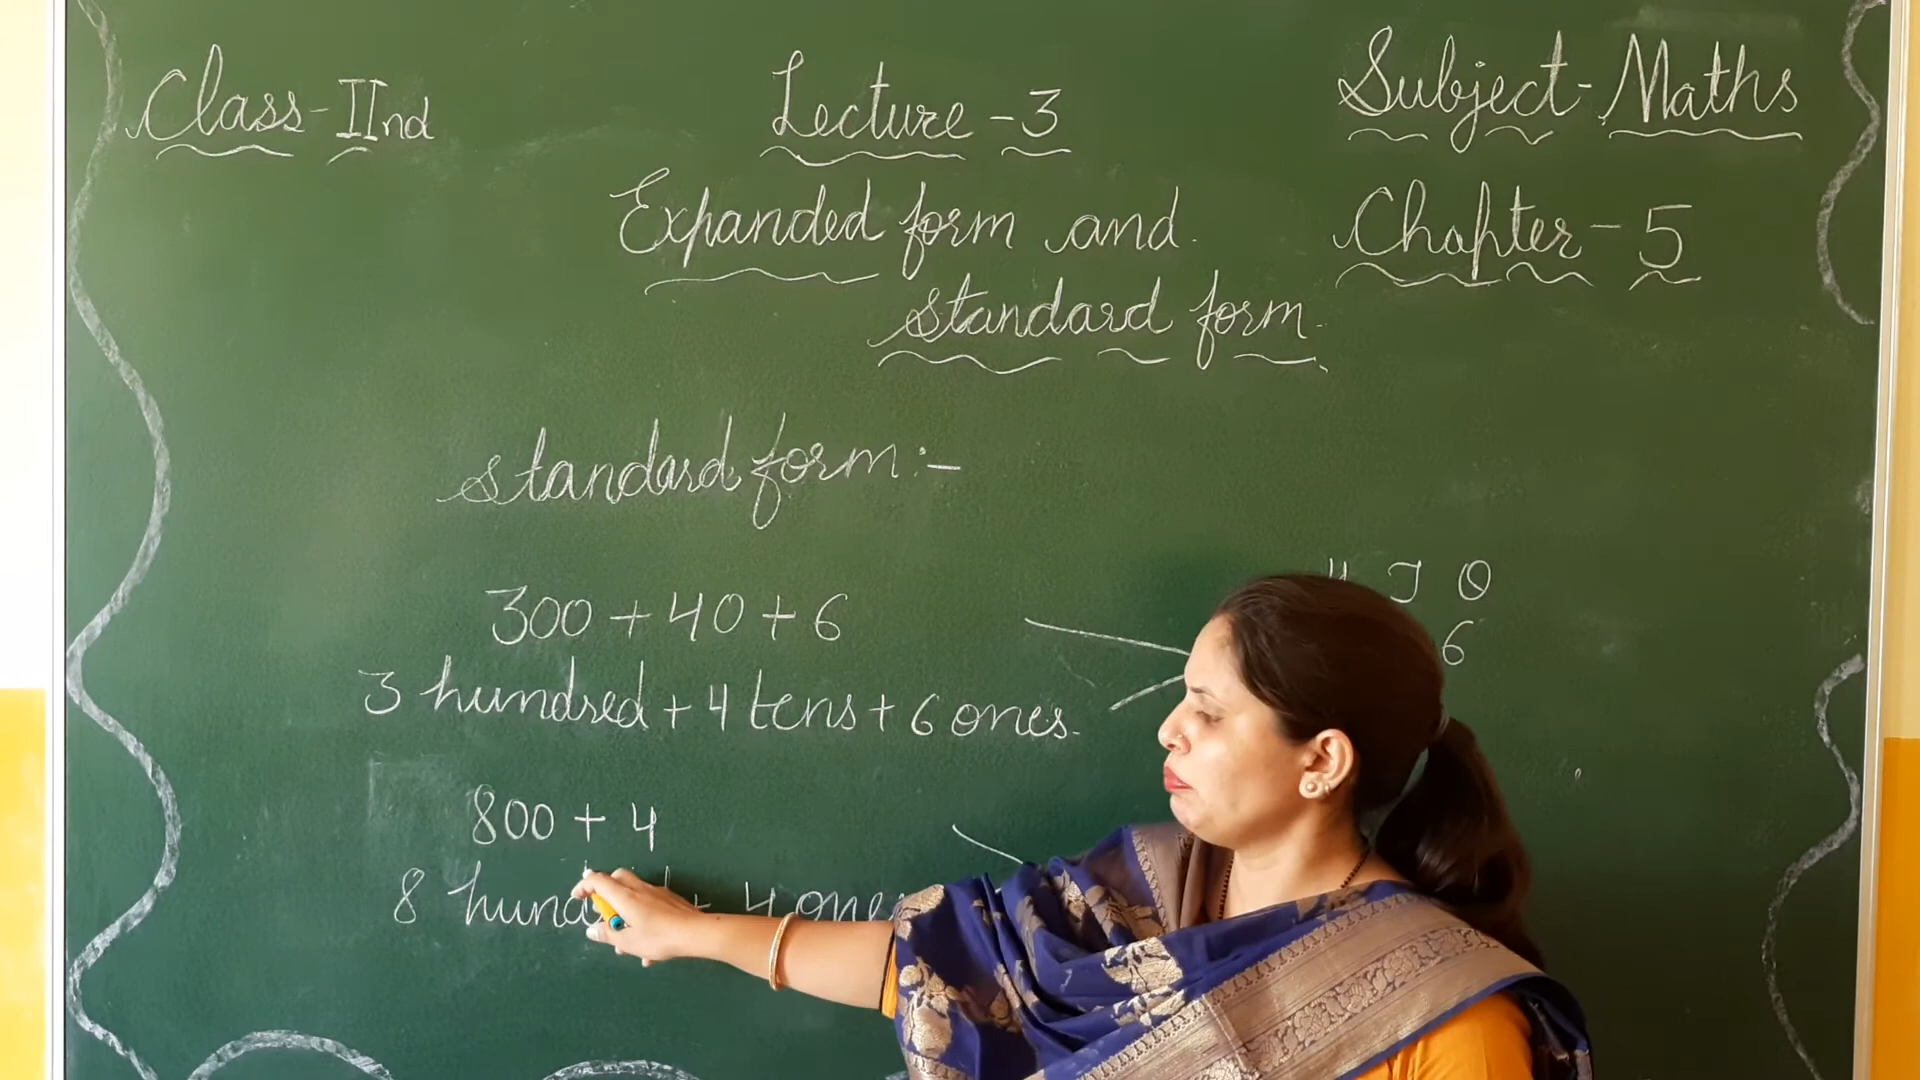 Class-IInd
Lecture-3
Subject-Maths
Expanded form and
Chapter-5
standard form.
standard form:-
H T O
300+40+6
6
3 hundred+4 tens+6 ones.
800+4
8 + 4